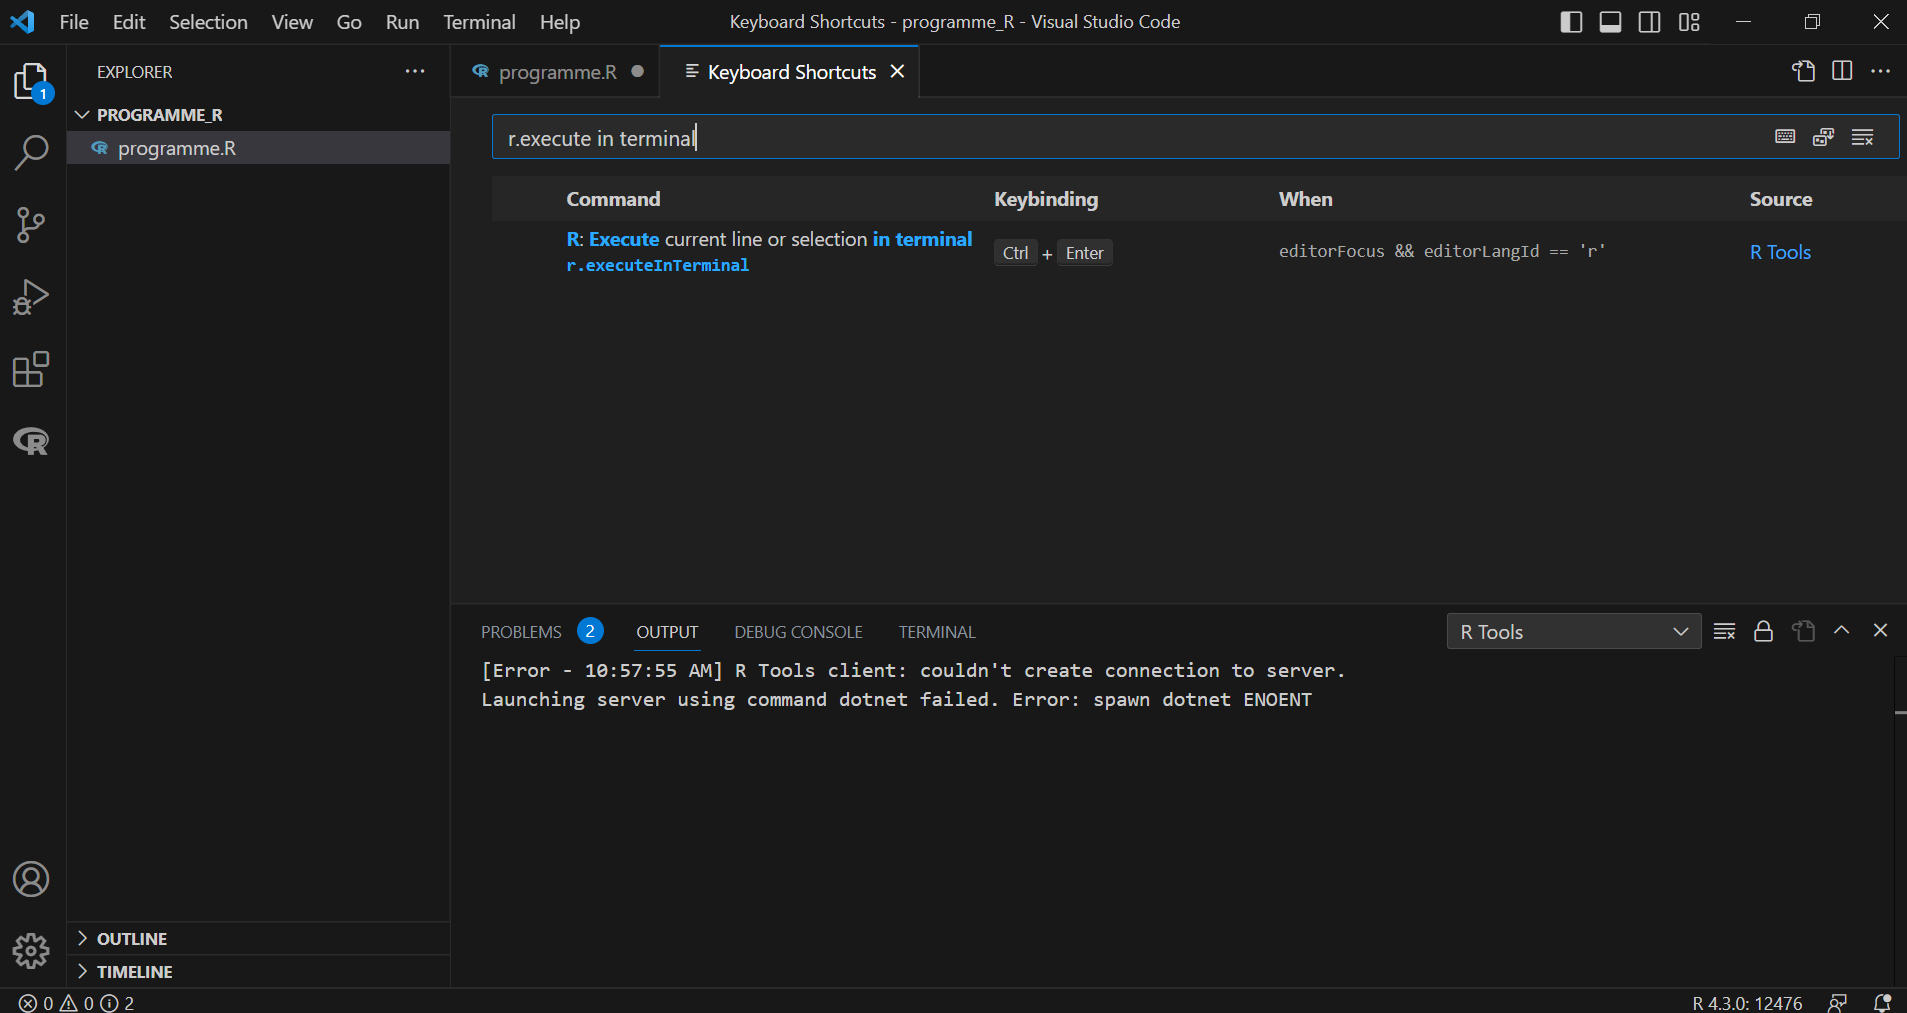 File Edit Selection View Go Run Terminal Help Keyboard Shortcuts - programme_R - Visual Studio Code
EXPLORER
programme.R Keyboard Shortcuts
1
PROGRAMME_R
programme.R
r.execute in terminal
Command Keybinding When Source
R: Execute current line or selection in terminal
r.executeInTerminal
Ctrl + Enter editorFocus && editorLangId == 'r' R Tools
PROBLEMS 2 OUTPUT DEBUG CONSOLE TERMINAL R Tools
[Error - 10:57:55 AM] R Tools client: couldn't create connection to server.
Launching server using command dotnet failed. Error: spawn dotnet ENOENT
OUTLINE
TIMELINE
0 0 2 R 4.3.0: 12476